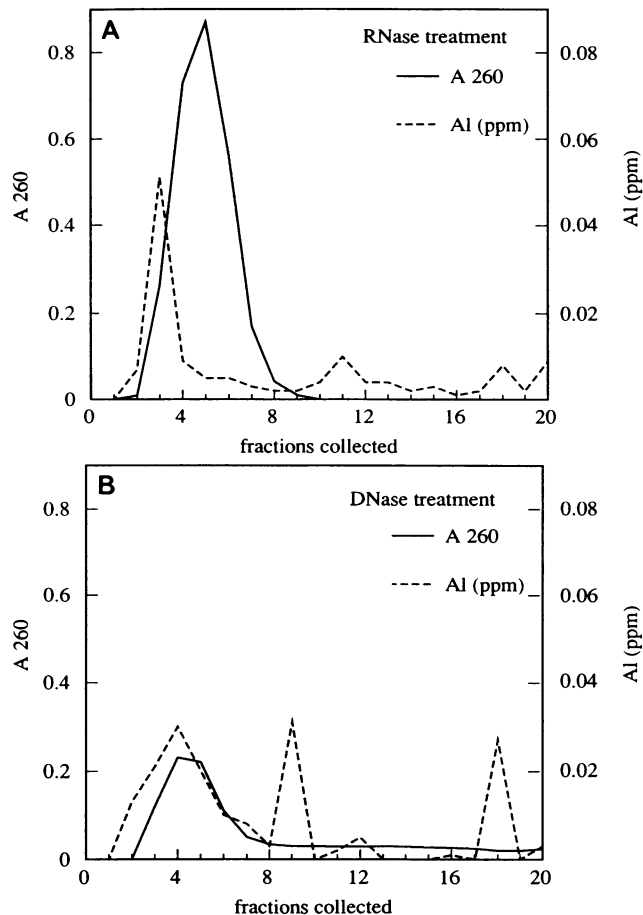 A
RNase treatment
A 260
Al (ppm)
0.8
0.6
0.4
0.2
0
A 260
0.08
0.06
0.04
0.02
Al (ppm)
0 4 8 12 16 20
fractions collected
B
DNase treatment
A 260
Al (ppm)
0.8
0.6
0.4
0.2
0
A 260
0.08
0.06
0.04
0.02
Al (ppm)
0 4 8 12 16 20
fractions collected